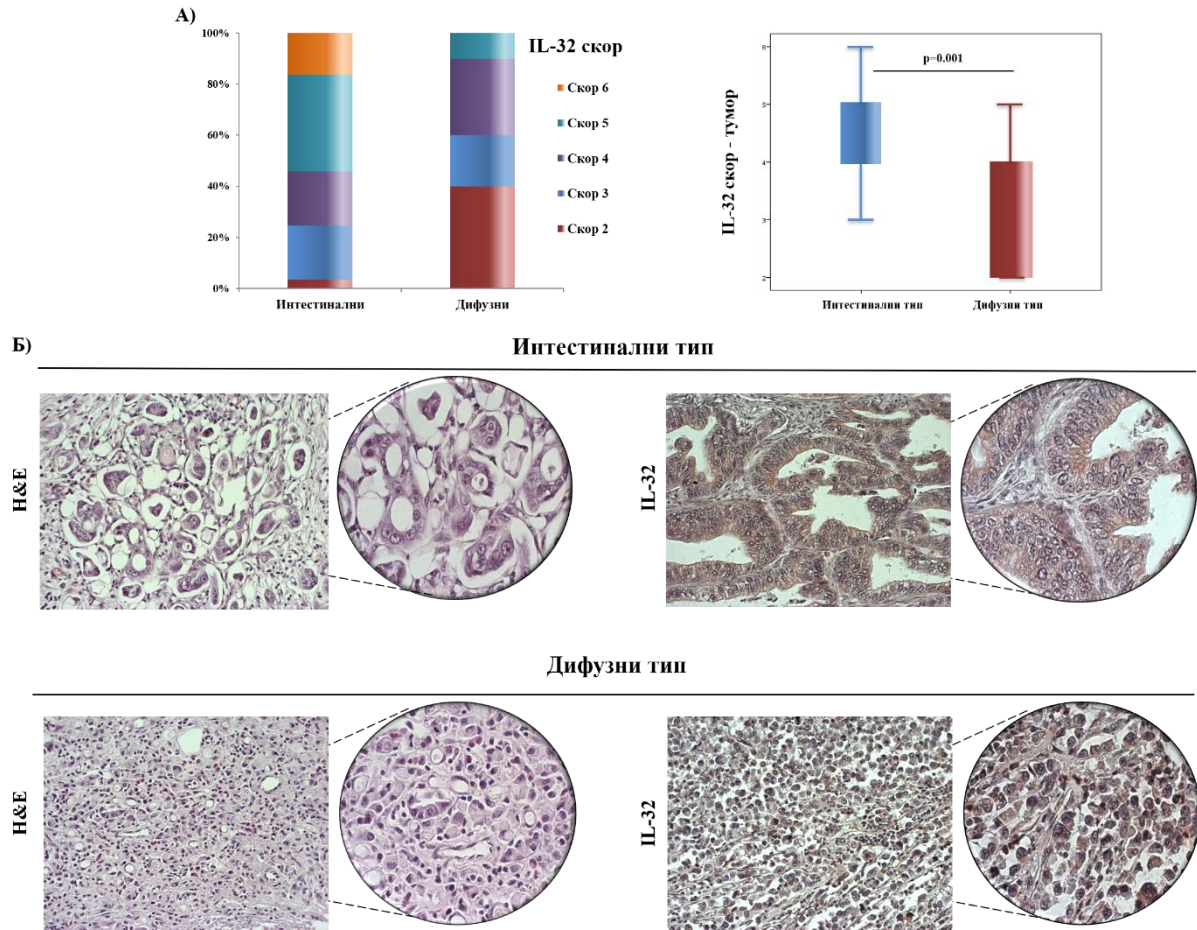 А)
100%
80%
60%
40%
20%
0%
Интестинални
Дифузни
IL-32 скор
Скор 6
Скор 5
Скор 4
Скор 3
Скор 2
IL-32 скор - тумор
6
5
4
3
2
p=0.001
Интестинални тип
Дифузни тип
Б)
Интестинални тип
H&E
IL-32
Дифузни тип
H&E
IL-32